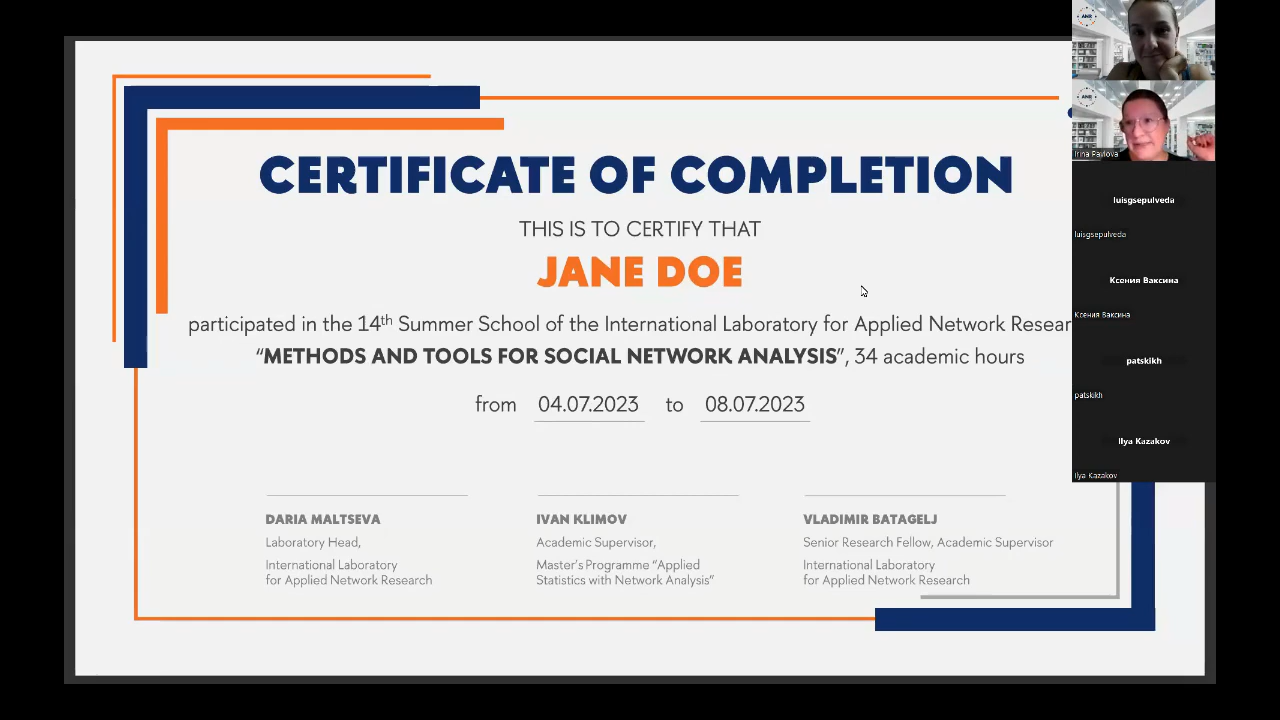 CERTIFICATE OF COMPLETION
THIS IS TO CERTIFY THAT
JANE DOE
participated in the 14th Summer School of the International Laboratory for Applied Network Resear
“METHODS AND TOOLS FOR SOCIAL NETWORK ANALYSIS”, 34 academic hours
from 04.07.2023 to 08.07.2023
DARIA MALTSEVA
Laboratory Head,
International Laboratory
for Applied Network Research
IVAN KLIMOV
Academic Supervisor,
Master's Programme “Applied
Statistics with Network Analysis”
VLADIMIR BATAGELJ
Senior Research Fellow, Academic Supervisor
International Laboratory
for Applied Network Research
ANR
ANR
Irina Pavlova
luisgsepulveda
luisgsepulveda
Ксения Ваксина
Ксения Ваксина
patskikh
patskikh
Ilya Kazakov
Ilya Kazakov